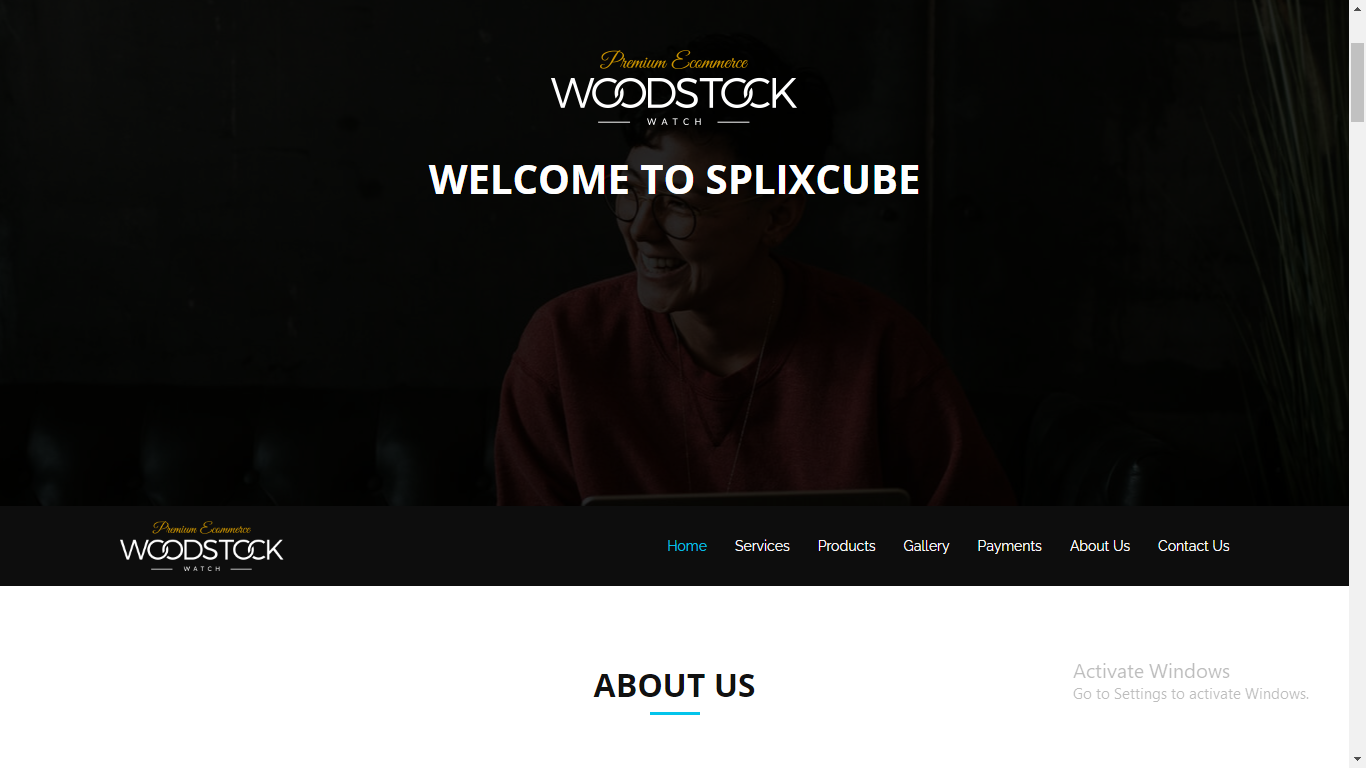 Premium Ecommerce
WOODSTOCK
WATCH
WELCOME TO SPLIXCUBE
Premium Ecommerce
WOODSTOCK
WATCH
Home Services Products Gallery Payments About Us Contact Us
ABOUT US
Activate Windows
Go to Settings to activate Windows.